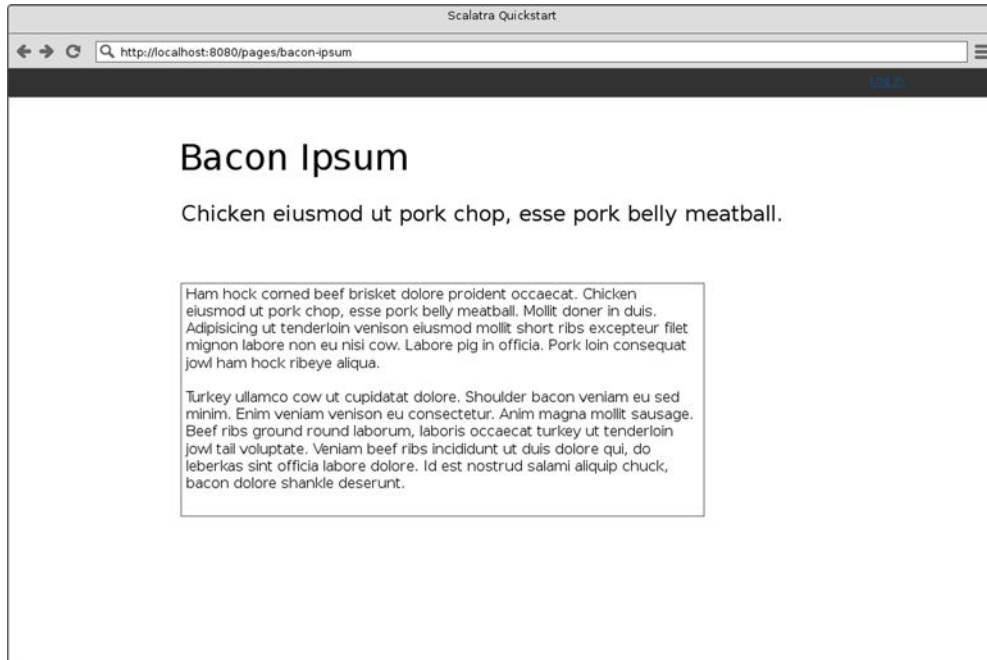 Scalatra Quickstart
http://localhost:8080/pages/bacon-ipsum
Log in
Bacon Ipsum
Chicken eiusmod ut pork chop, esse pork belly meatball.
Ham hock corned beef brisket dolore proident occaecat. Chicken
eiusmod ut pork chop, esse pork belly meatball. Mollit doner in duis.
Adipisicing ut tenderloin venison eiusmod mollit short ribs excepteur filet
mignon labore non eu nisi cow. Labore pig in officia. Pork loin consequat
jowl ham hock ribeye aliqua.
Turkey ullamco cow ut cupidatat dolore. Shoulder bacon veniam eu sed
minim. Enim veniam venison eu consectetur. Anim magna mollit sausage.
Beef ribs ground round laborum, laboris occaecat turkey ut tenderloin
jowl tail voluptate. Veniam beef ribs incididunt ut duis dolore qui, do
leberkas sint officia labore dolore. Id est nostrud salami aliquip chuck,
bacon dolore shankle deserunt.